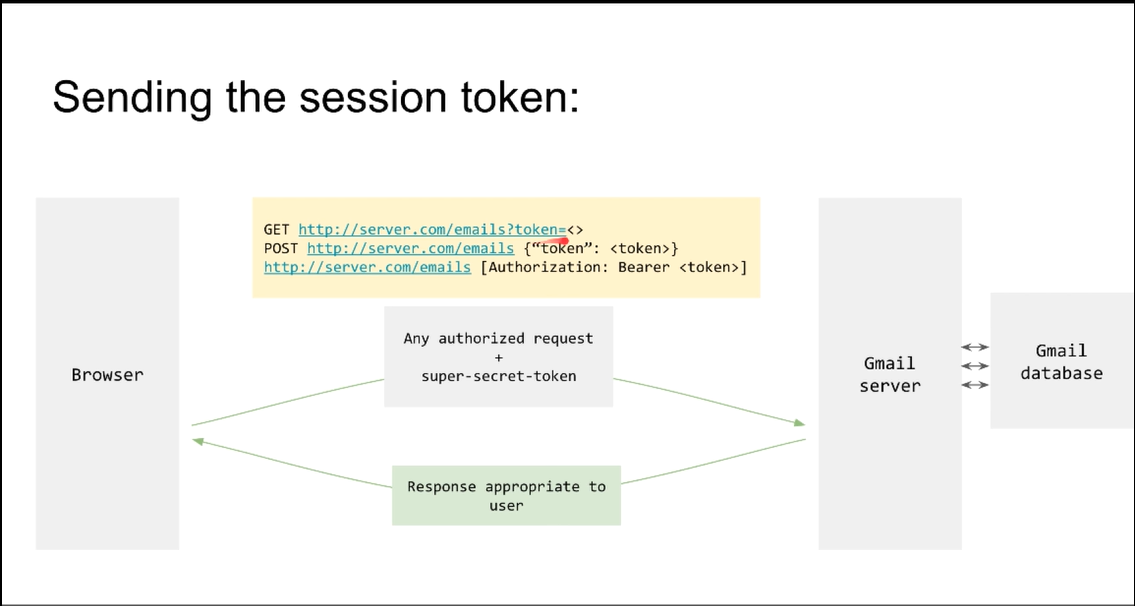 Sending the session token:
GET http://server.com/emails?token=<>
POST http://server.com/emails {“token”: <token>}
http://server.com/emails [Authorization: Bearer <token>]
Any authorized request
+
super-secret-token
Browser
Gmail
server
Gmail
database
Response appropriate to
user